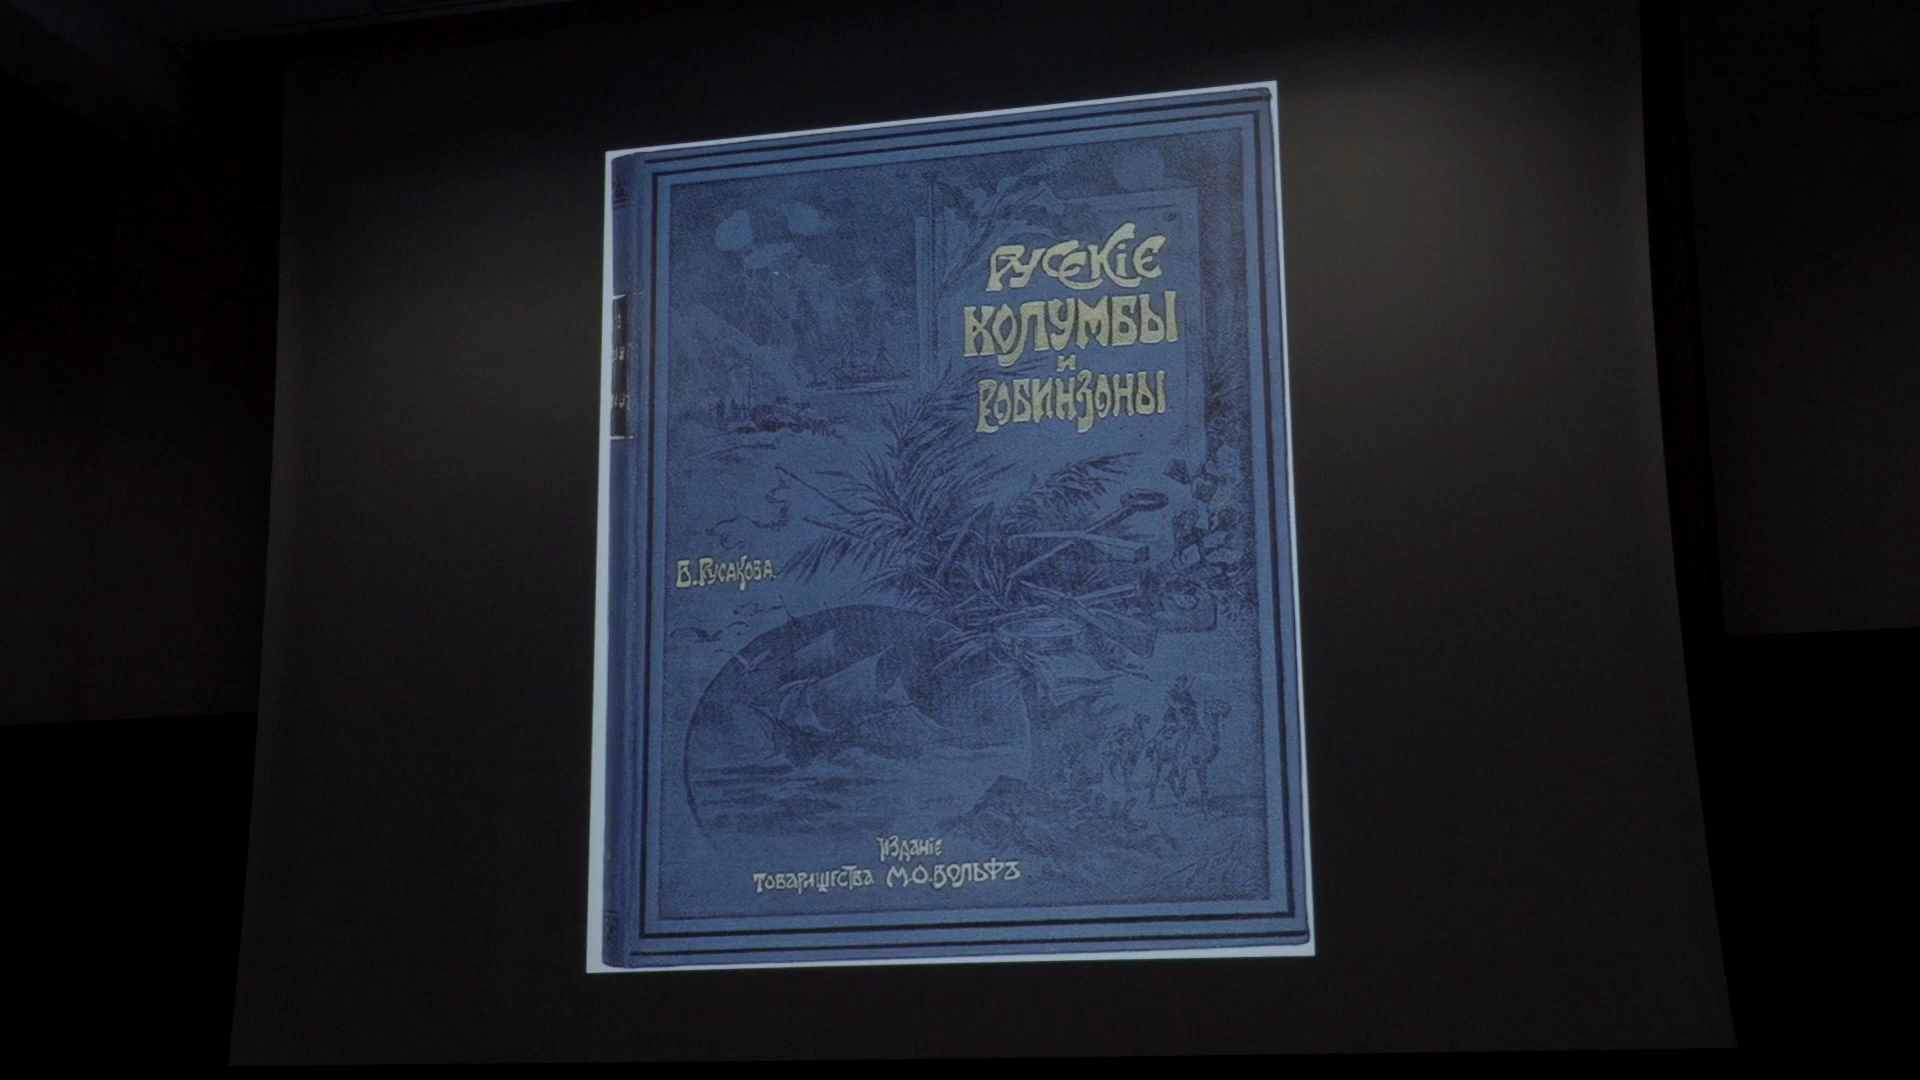 Русскіе
Колумбы
и
Робинзоны
В. Русакова.
Изданіе
Товарищества М.О.Вольфъ